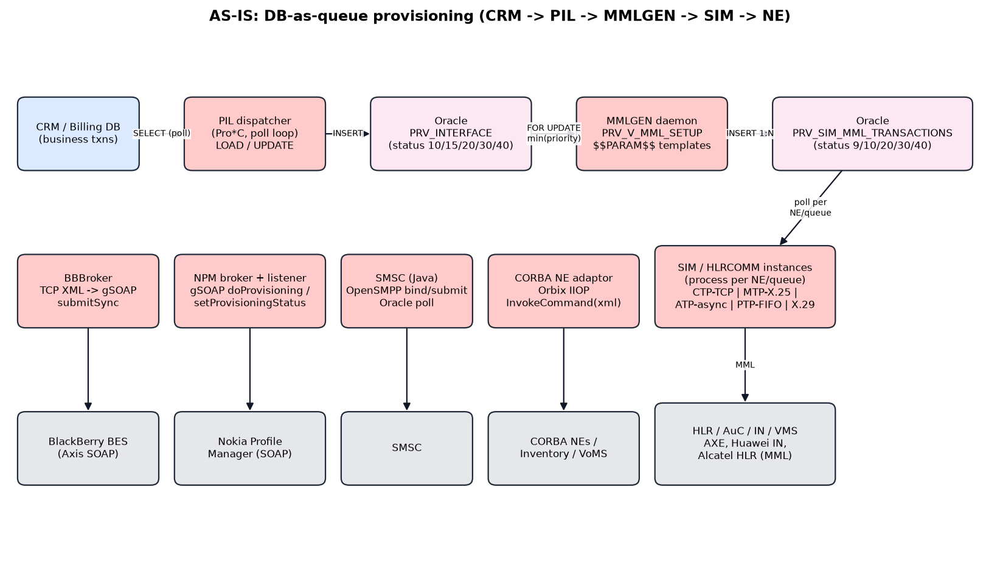 AS-IS: DB-as-queue provisioning (CRM -> PIL -> MMLGEN -> SIM -> NE)
CRM / Billing DB
(business txns)
SELECT (poll)
PIL dispatcher
(Pro*C, poll loop)
LOAD / UPDATE
INSERT
Oracle
PRV_INTERFACE
(status 10/15/20/30/40)
FOR UPDATE
min(priority)
MMLGEN daemon
PRV_V_MML_SETUP
$$PARAM$$ templates
INSERT 1:N
Oracle
PRV_SIM_MML_TRANSACTIONS
(status 9/10/20/30/40)
poll per
NE/queue
BBBroker
TCP XML -> gSOAP
submitSync
NPM broker + listener
gSOAP doProvisioning /
setProvisioningStatus
SMSC (Java)
OpenSMPP bind/submit
Oracle poll
CORBA NE adaptor
Orbix IIOP
InvokeCommand(xml)
SIM / HLRCOMM instances
(process per NE/queue)
CTP-TCP | MTP-X.25 |
ATP-async | PTP-FIFO | X.29
MML
BlackBerry BES
(Axis SOAP)
Nokia Profile
Manager (SOAP)
SMSC
CORBA NEs /
Inventory / VoMS
HLR / AuC / IN / VMS
AXE, Huawei IN,
Alcatel HLR (MML)